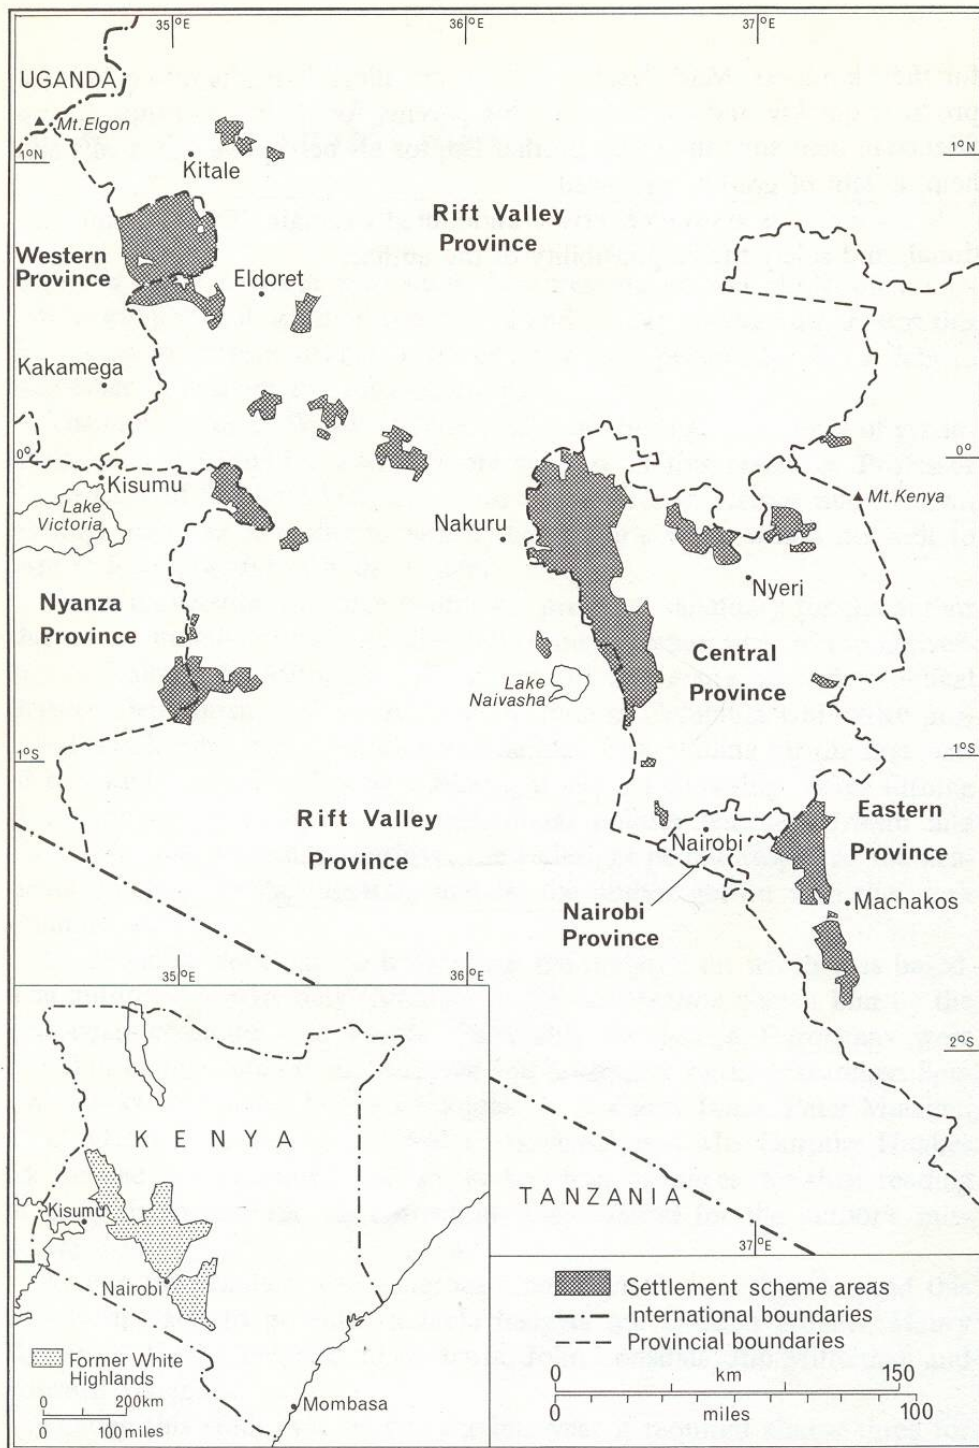 35°E
36°E
37°E
UGANDA
Mt.Elgon
1°N
1°N
Kitale
Rift Valley
Province
Western
Province
Eldoret
Kakamega
0°
0°
Kisumu
Mt.Kenya
Lake
Victoria
Nakuru
Nyeri
Nyanza
Province
Central
Province
Lake
Naivasha
1°S
1°S
Rift Valley
Province
Eastern
Province
Nairobi
Machakos
Nairobi
Province
35°E
36°E
2°S
KENYA
TANZANIA
Kisumu
37°E
Nairobi
Settlement scheme areas
International boundaries
Provincial boundaries
Former White
Highlands
0 200km
0 100miles
Mombasa
0 km 150
0 miles 100